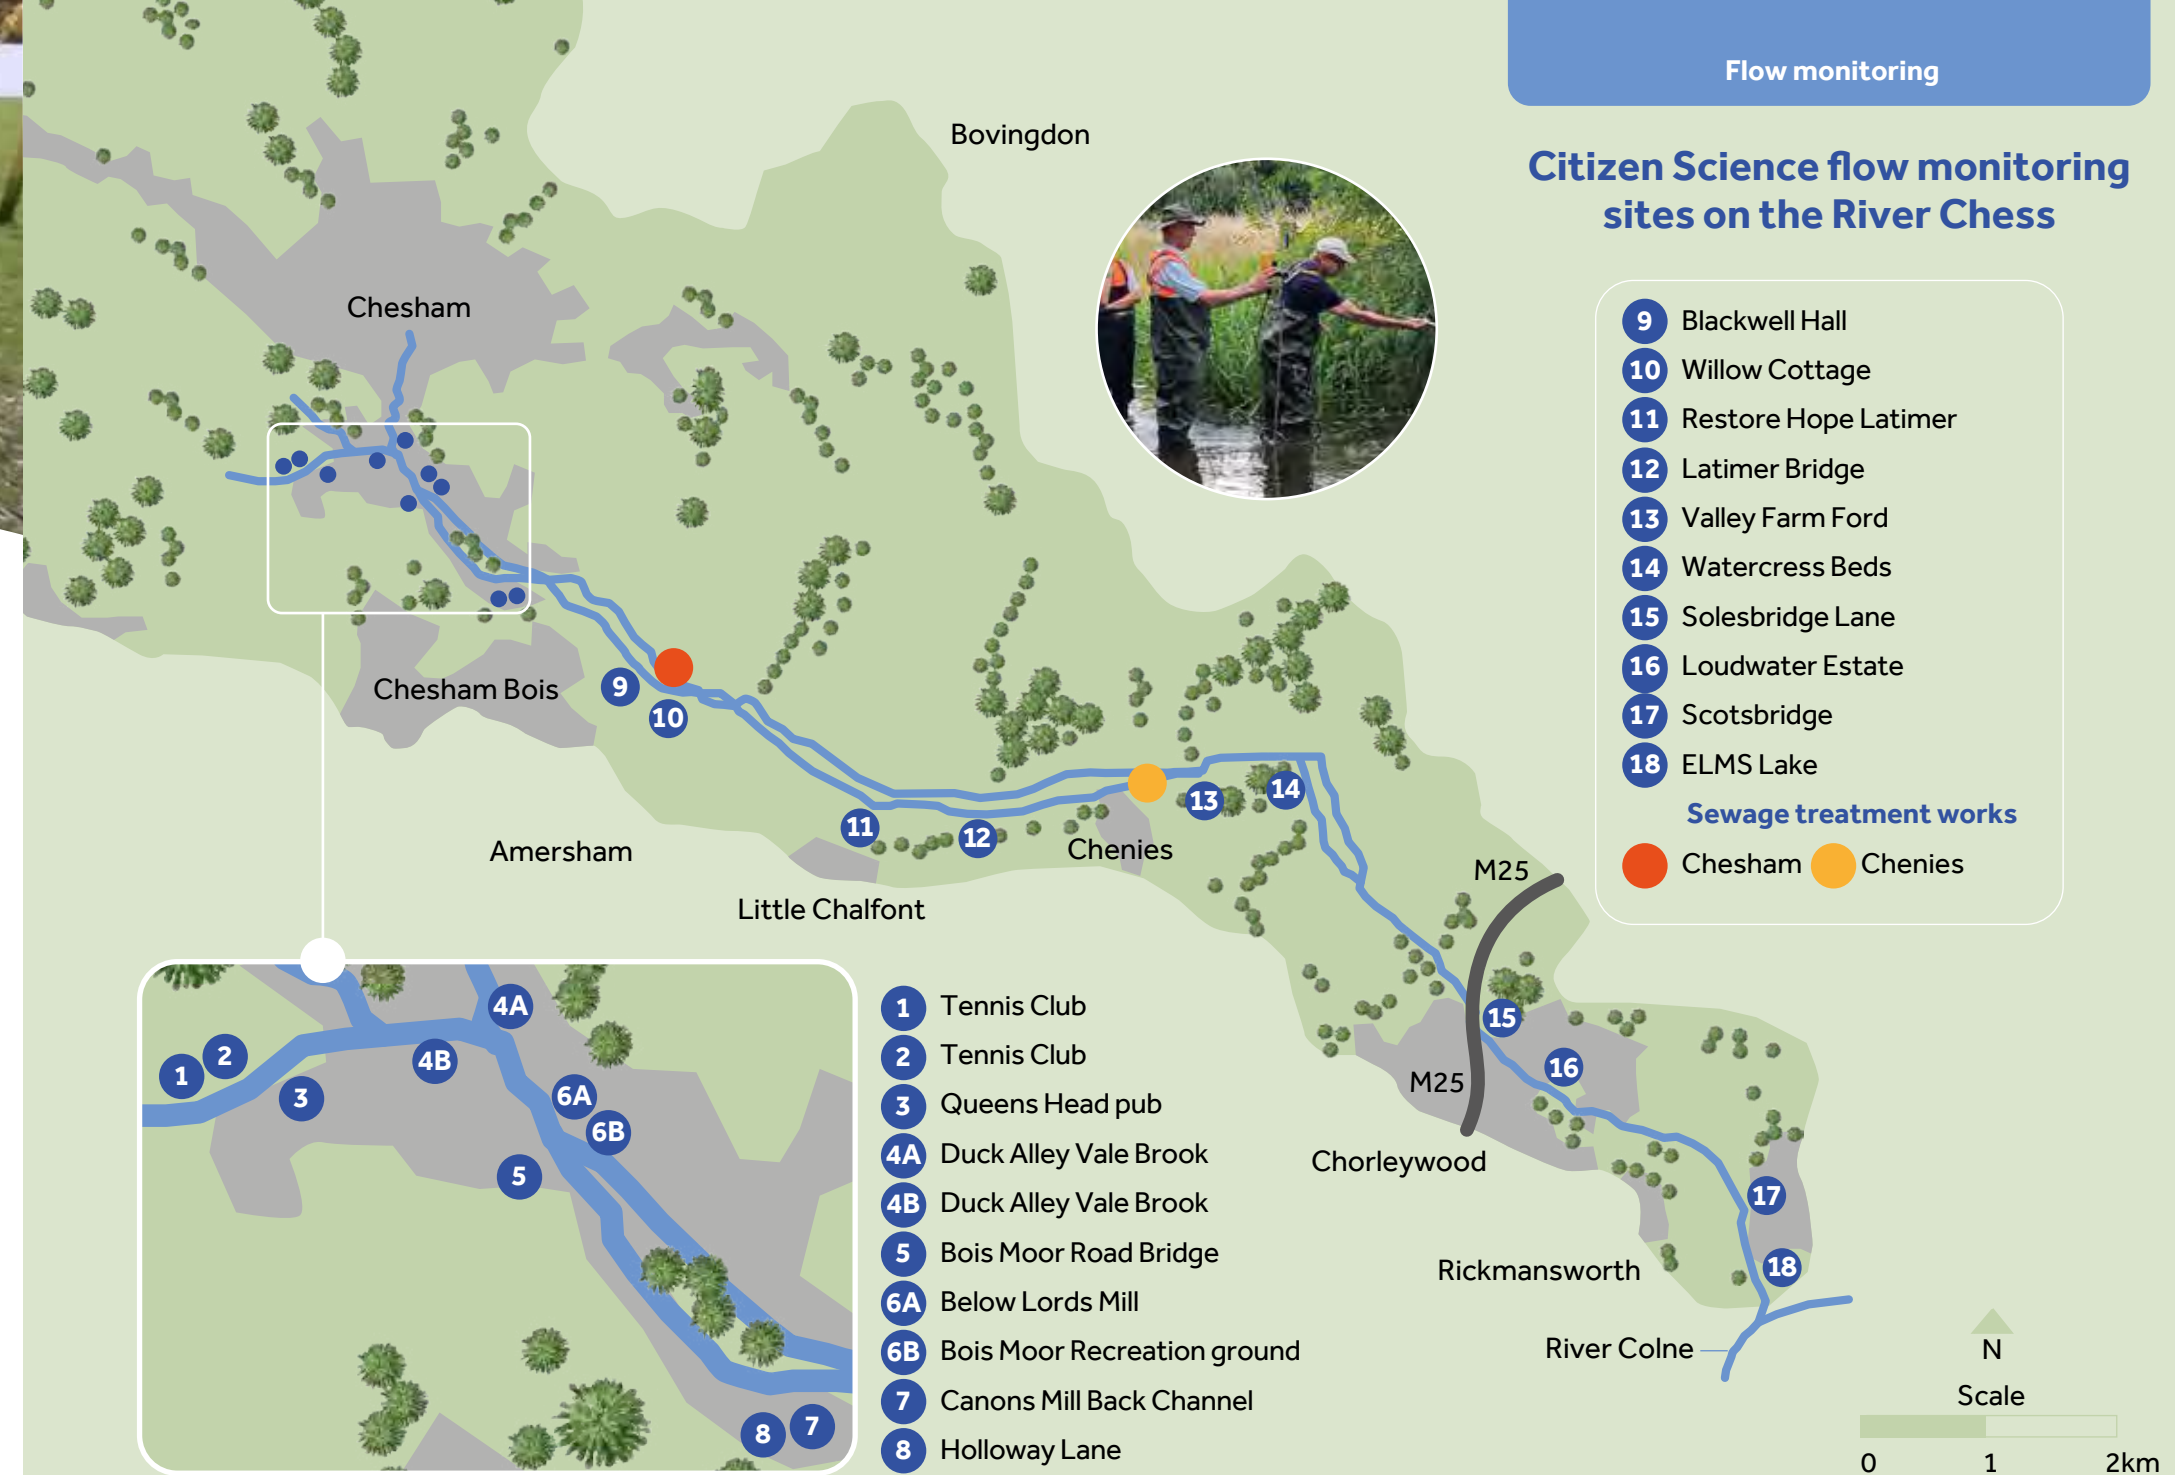 Flow monitoring
Citizen Science flow monitoring
sites on the River Chess
Bovingdon
Chesham
Chesham Bois
Amersham
Little Chalfont
Chenies
M25
M25
Chorleywood
Rickmansworth
River Colne
9
10
11
12
13
14
15
16
17
18
9 Blackwell Hall
10 Willow Cottage
11 Restore Hope Latimer
12 Latimer Bridge
13 Valley Farm Ford
14 Watercress Beds
15 Solesbridge Lane
16 Loudwater Estate
17 Scotsbridge
18 ELMS Lake
Sewage treatment works
Chesham Chenies
4A
2
1
4B
3
6A
6B
5
8
7
1 Tennis Club
2 Tennis Club
3 Queens Head pub
4A Duck Alley Vale Brook
4B Duck Alley Vale Brook
5 Bois Moor Road Bridge
6A Below Lords Mill
6B Bois Moor Recreation ground
7 Canons Mill Back Channel
8 Holloway Lane
N
Scale
0 1 2km